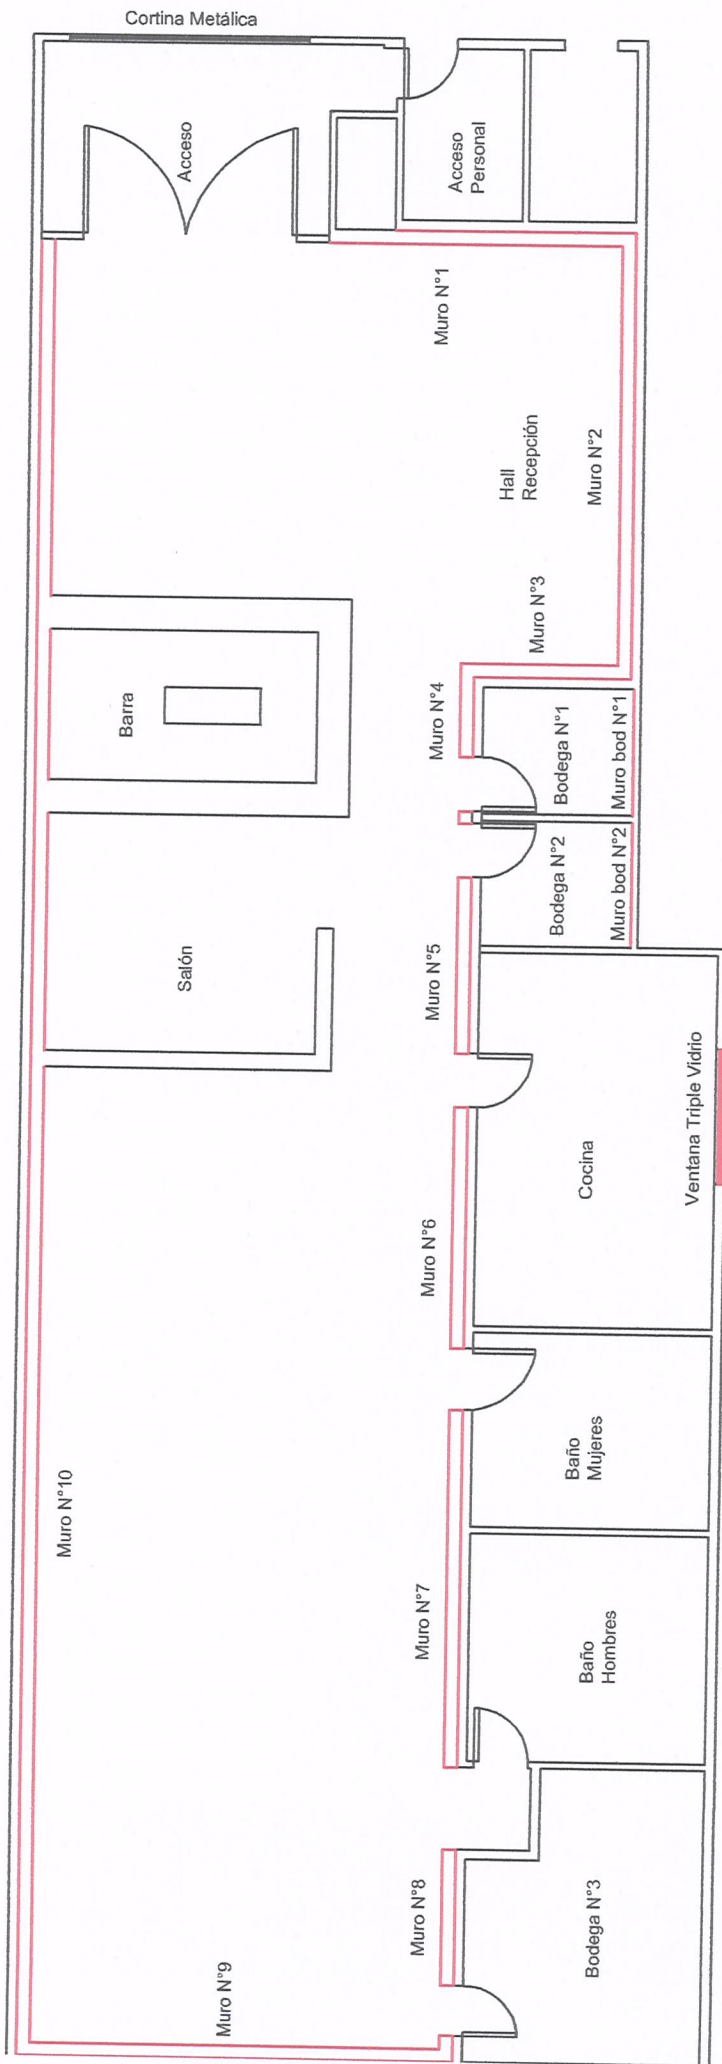 Cortina Metálica
Acceso
Acceso
Personal
Muro N°1
Hall
Recepción
Muro N°2
Muro N°3
Muro N°4
Barra
Bodega N°1
Muro bod N°1
Bodega N°2
Muro bod N°2
Salón
Muro N°5
Ventana Triple Vidrio
Cocina
Muro N°6
Baño
Mujeres
Muro N°10
Muro N°7
Baño
Hombres
Muro N°8
Bodega N°3
Muro N°9